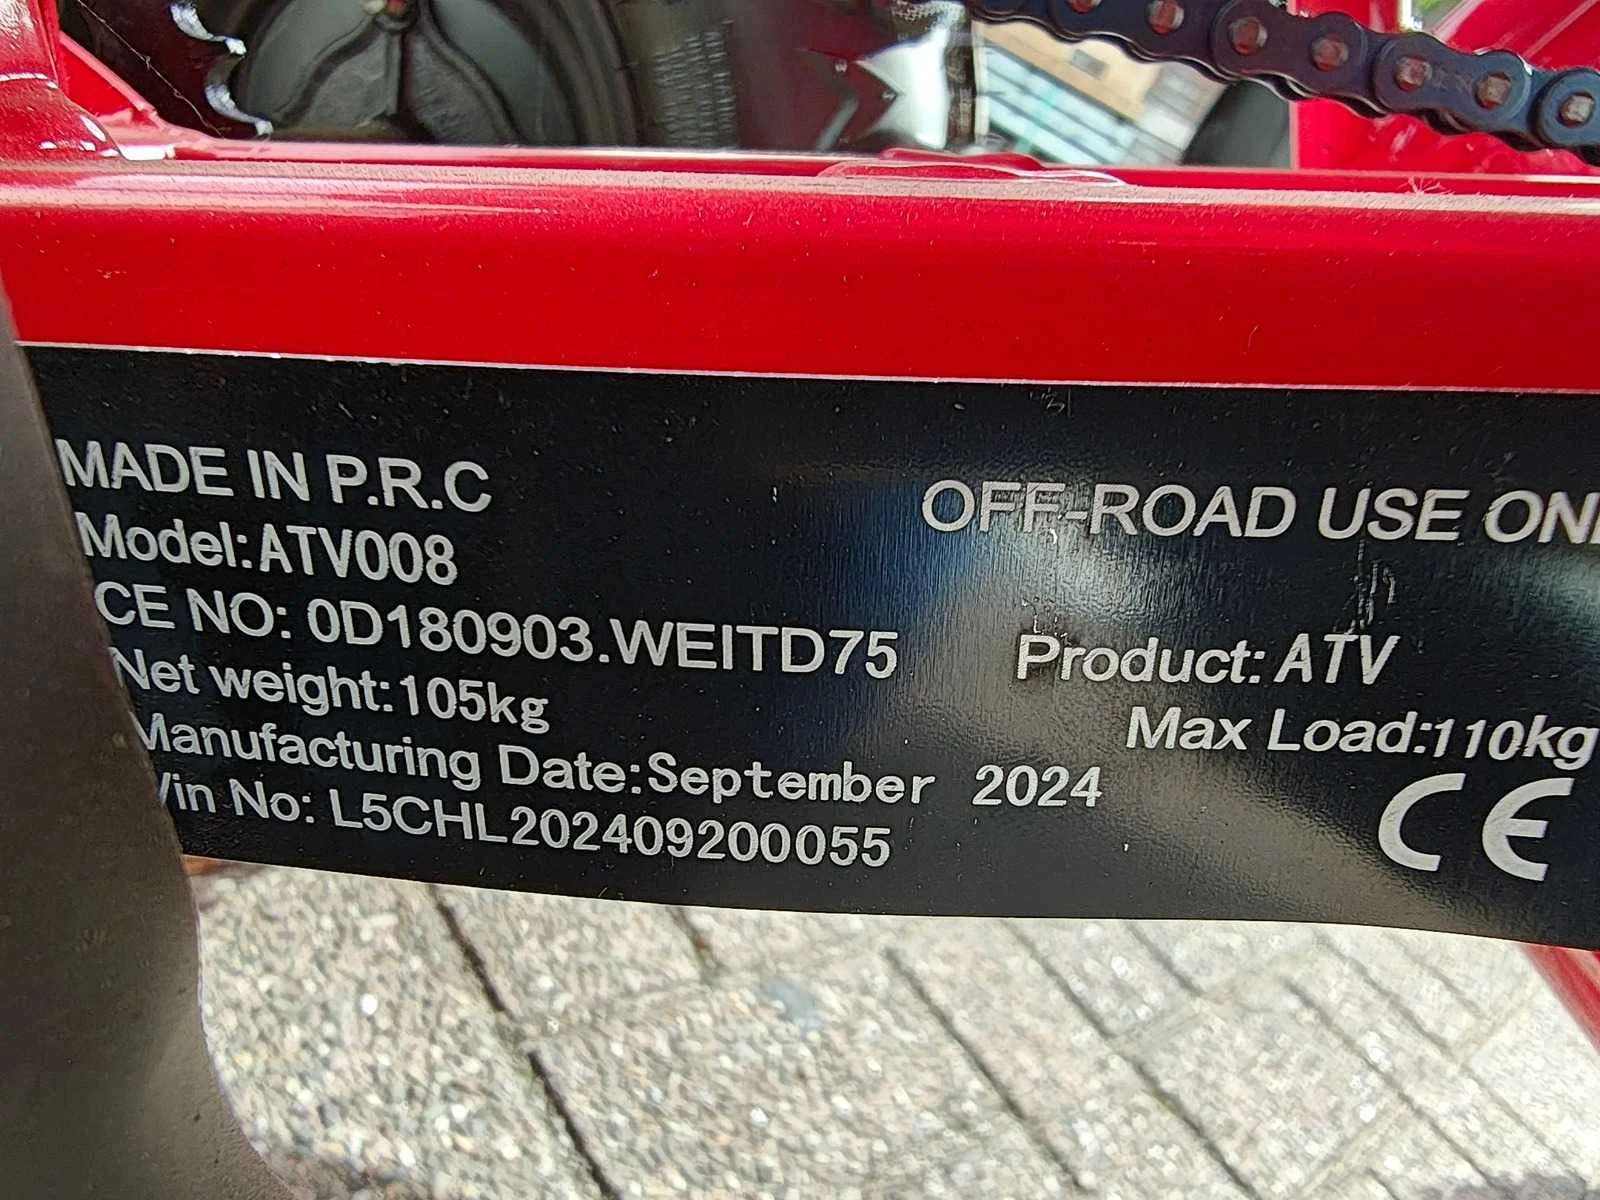 MADE IN P.R.C
OFF-ROAD USE
Model:ATV008
CE NO: 0D180903.WEITD75
Product:ATV
Net weight:105kg
Max Load:110kg
Manufacturing Date:September 2024
Vin No: L5CHL202409200055
CE